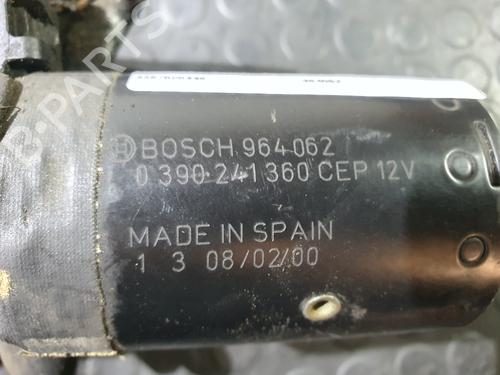 B-PARTS
BOSCH 964062
0 390 241 360 CEP 12V
MADE IN SPAIN
1 3 08/02/00